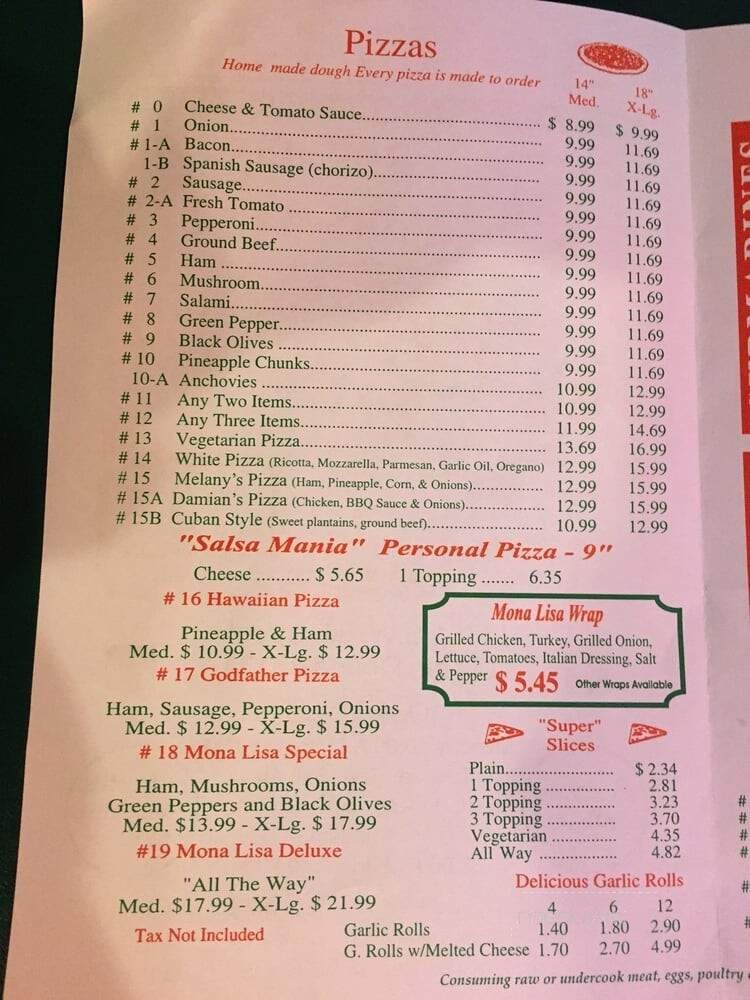 Pizzas
Home made dough Every pizza is made to order
14" 18"
Med. X-Lg.
# 0 Cheese & Tomato Sauce........ $ 8.99 $ 9.99
# 1 Onion........ 9.99 11.69
# 1-A Bacon........ 9.99 11.69
1-B Spanish Sausage (chorizo)........ 9.99 11.69
# 2 Sausage........ 9.99 11.69
# 2-A Fresh Tomato ........ 9.99 11.69
# 3 Pepperoni........ 9.99 11.69
# 4 Ground Beef........ 9.99 11.69
# 5 Ham ........ 9.99 11.69
# 6 Mushroom........ 9.99 11.69
# 7 Salami........ 9.99 11.69
# 8 Green Pepper........ 9.99 11.69
# 9 Black Olives ........ 9.99 11.69
# 10 Pineapple Chunks........ 9.99 11.69
10-A Anchovies ........ 10.99 12.99
# 11 Any Two Items........ 10.99 12.99
# 12 Any Three Items........ 11.99 14.69
# 13 Vegetarian Pizza........ 13.69 16.99
# 14 White Pizza (Ricotta, Mozzarella, Parmesan, Garlic Oil, Oregano) 12.99 15.99
# 15 Melany's Pizza (Ham, Pineapple, Corn, & Onions)........ 12.99 15.99
# 15A Damian's Pizza (Chicken, BBQ Sauce & Onions)........ 12.99 15.99
# 15B Cuban Style (Sweet plantains, ground beef)........ 10.99 12.99
"Salsa Mania" Personal Pizza - 9"
Cheese ........... $ 5.65 1 Topping ....... 6.35
# 16 Hawaiian Pizza
Pineapple & Ham
Med. $ 10.99 - X-Lg. $ 12.99
# 17 Godfather Pizza
Ham, Sausage, Pepperoni, Onions
Med. $ 12.99 - X-Lg. $ 15.99
# 18 Mona Lisa Special
Ham, Mushrooms, Onions
Green Peppers and Black Olives
Med. $13.99 - X-Lg. $ 17.99
#19 Mona Lisa Deluxe
"All The Way"
Med. $17.99 - X-Lg. $ 21.99
Tax Not Included
Mona Lisa Wrap
Grilled Chicken, Turkey, Grilled Onion,
Lettuce, Tomatoes, Italian Dressing, Salt
& Pepper $ 5.45 Other Wraps Available
"Super"
Slices
Plain........ $ 2.34
1 Topping ........ 2.81
2 Topping ........ 3.23
3 Topping ........ 3.70
Vegetarian ........ 4.35
All Way ........ 4.82
Delicious Garlic Rolls
4 6 12
Garlic Rolls 1.40 1.80 2.90
G. Rolls w/Melted Cheese 1.70 2.70 4.99
Consuming raw or undercook meat, eggs, poultry
#
#
#
#
#